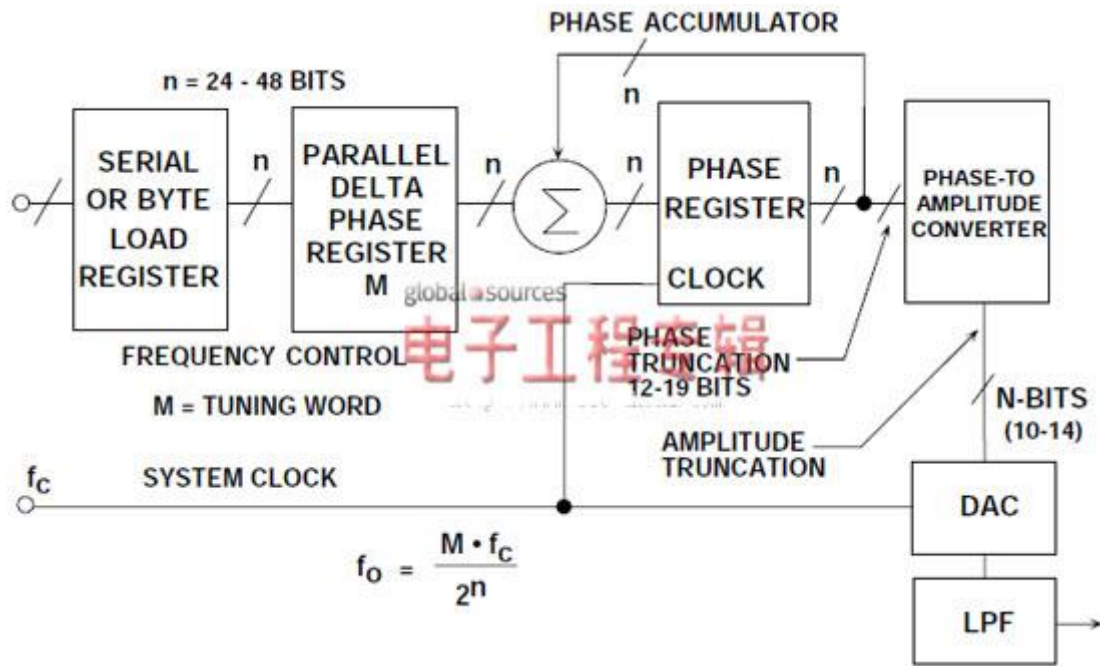 PHASE ACCUMULATOR
n = 24 - 48 BITS
n
SERIAL
OR BYTE
LOAD
REGISTER
n
PARALLEL
DELTA
PHASE
REGISTER
M
n
Σ
n
PHASE
REGISTER
CLOCK
n
PHASE-TO
AMPLITUDE
CONVERTER
global sources
电子工程专辑
FREQUENCY CONTROL
M = TUNING WORD
PHASE
TRUNCATION
12-19 BITS
AMPLITUDE
TRUNCATION
N-BITS
(10-14)
fC
SYSTEM CLOCK
DAC
fO = M • fC
2n
LPF